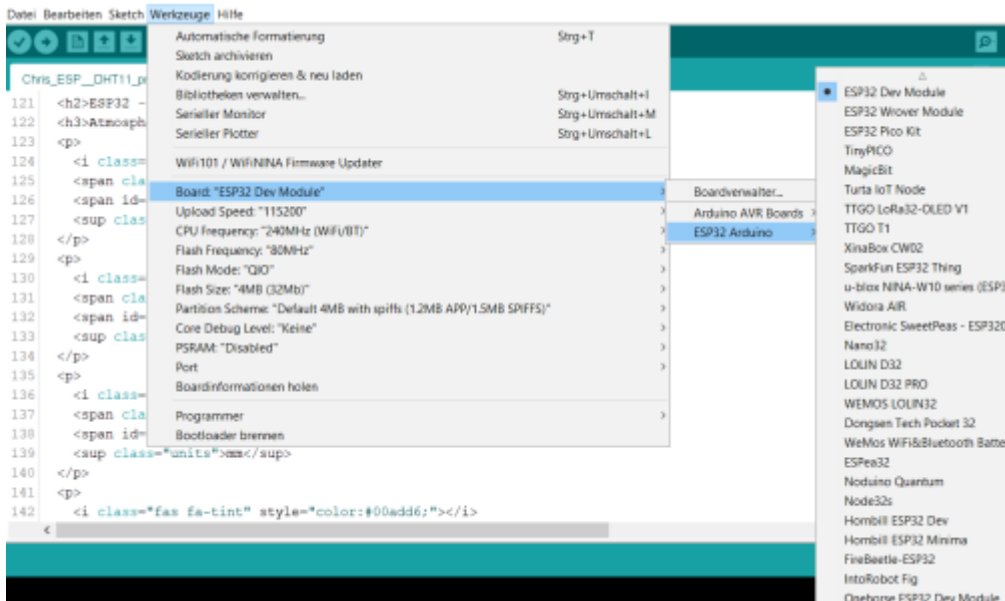 Datei Bearbeiten Sketch Werkzeuge Hilfe
Automatische Formatierung Strg+T
Sketch archivieren
Kodierung korrigieren & neu laden
Bibliotheken verwalten... Strg+Umschalt+I
Serieller Monitor Strg+Umschalt+M
Serieller Plotter Strg+Umschalt+L
WiFi101 / WiFiNINA Firmware Updater
Board: "ESP32 Dev Module"
Upload Speed: "115200"
CPU Frequency: "240MHz (WiFi/BT)"
Flash Frequency: "80MHz"
Flash Mode: "QIO"
Flash Size: "4MB (32Mb)"
Partition Scheme: "Default 4MB with spiffs (1.2MB APP/1.5MB SPIFFS)"
Core Debug Level: "Keine"
PSRAM: "Disabled"
Port
Boardinformationen holen
Programmer
Bootloader brennen
Boardverwalter...
Arduino AVR Boards
ESP32 Arduino
ESP32 Dev Module
ESP32 Wrover Module
ESP32 Pico Kit
TinyPICO
MagicBit
Turta IoT Node
TTGO LoRa32-OLED V1
TTGO T1
XinaBox CW02
SparkFun ESP32 Thing
u-blox NINA-W10 series (ESP3
Widora AIR
Electronic SweetPeas - ESP320
Nano32
LOLIN D32
LOLIN D32 PRO
WEMOS LOLIN32
Dongsen Tech Pocket 32
WeMos WiFi&Bluetooth Batte
ESPea32
Noduino Quantum
Node32s
Hornbill ESP32 Dev
Hornbill ESP32 Minima
FireBeetle-ESP32
IntoRobot Fig
Onehorse ESP32 Dev Module
Chris_ESP__DHT11_p
121 <h2>ESP32 -
122 <h3>Atmosph
123 <p>
124 <i class=
125 <span cla
126 <span id=
127 <sup clas
128 </p>
129 <p>
130 <i class=
131 <span cla
132 <span id=
133 <sup clas
134 </p>
135 <p>
136 <i class=
137 <span cla
138 <span id=
139 <sup class="units">mm</sup>
140 </p>
141 <p>
142 <i class="fas fa-tint" style="color:#00add6;"></i>